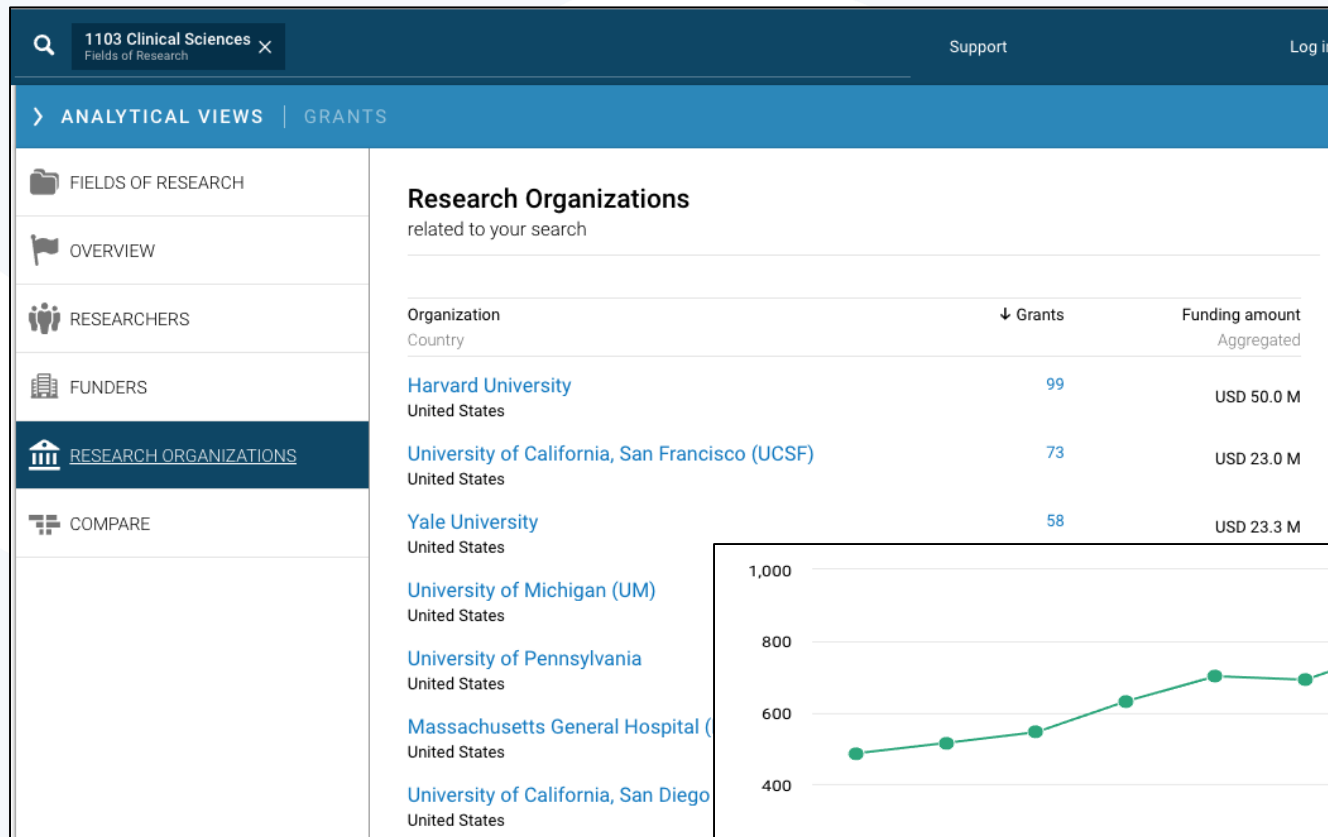 1103 Clinical Sciences
Fields of Research
Support
Log in
ANALYTICAL VIEWS | GRANTS
FIELDS OF RESEARCH
OVERVIEW
RESEARCHERS
FUNDERS
RESEARCH ORGANIZATIONS
COMPARE
Research Organizations
related to your search
Organization ↓ Grants Funding amount
Country Aggregated
Harvard University 99 USD 50.0 M
United States
University of California, San Francisco (UCSF) 73 USD 23.0 M
United States
Yale University 58 USD 23.3 M
United States
University of Michigan (UM)
United States
University of Pennsylvania
United States
Massachusetts General Hospital (
United States
University of California, San Diego
United States
1,000
800
600
400